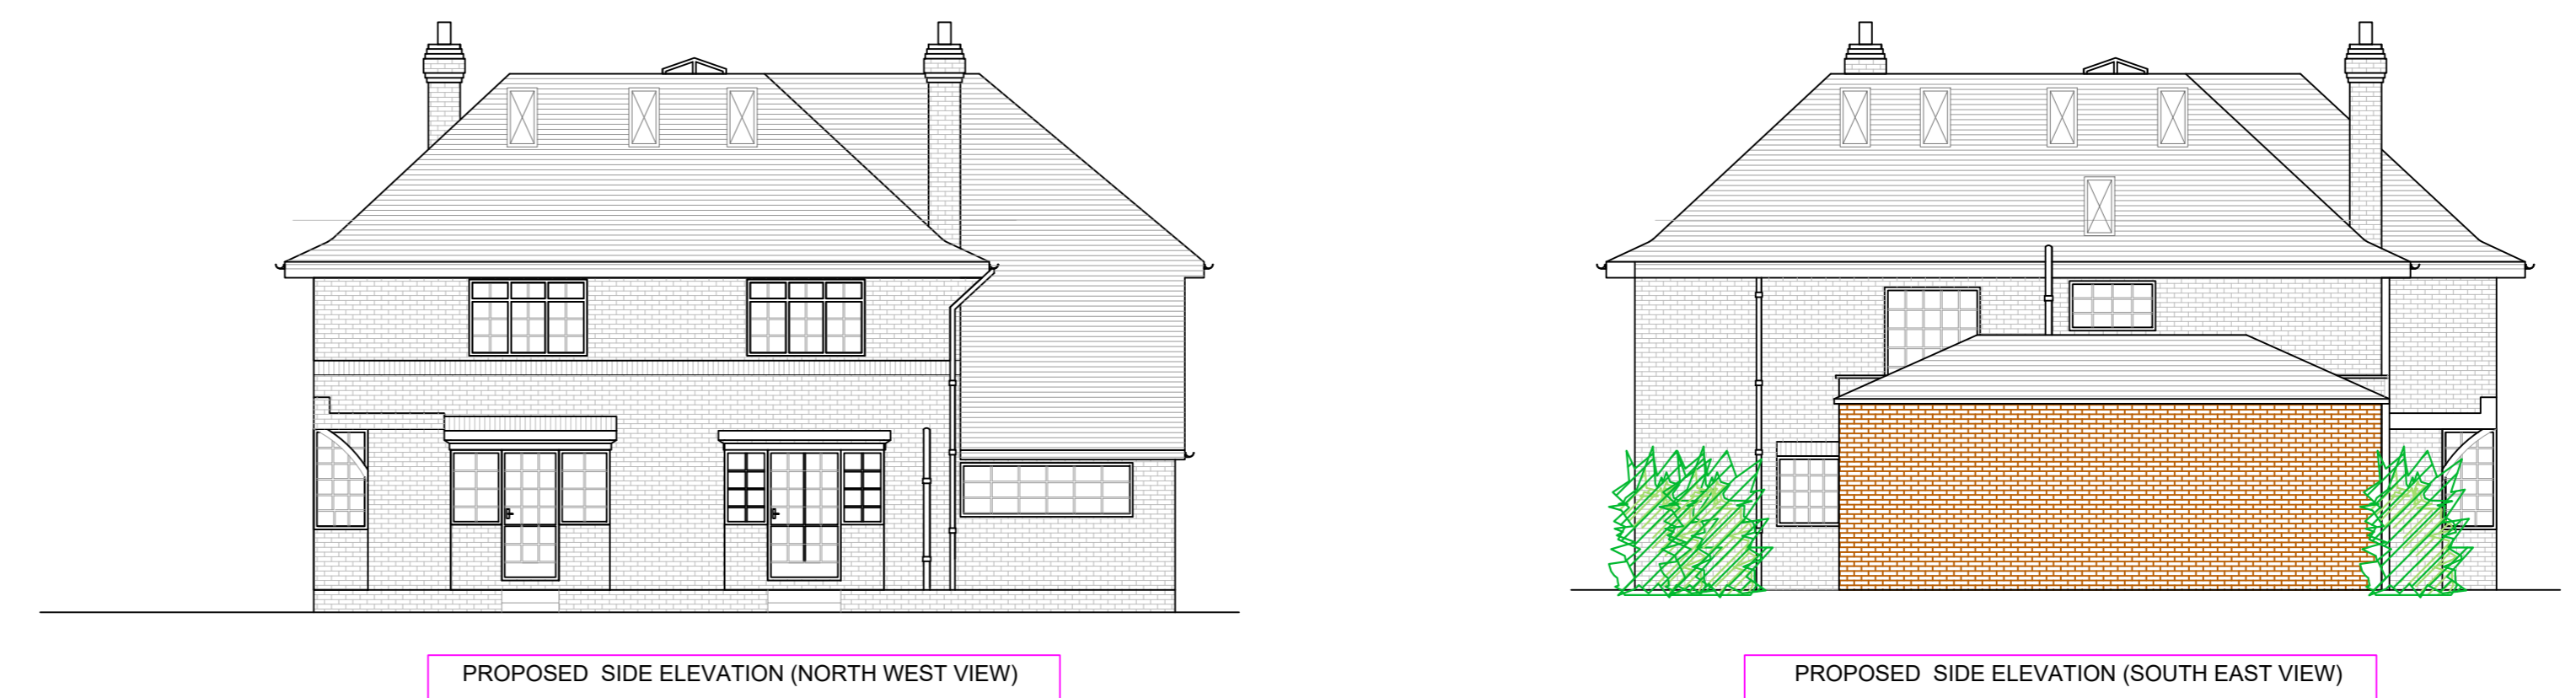 PROPOSED  SIDE ELEVATION (NORTH WEST VIEW)
PROPOSED  SIDE ELEVATION (SOUTH EAST VIEW)